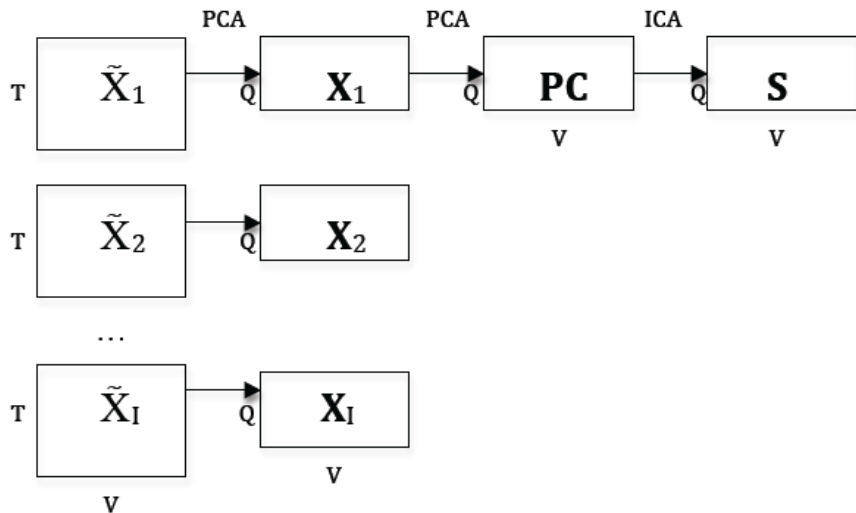 PCA PCA ICA
T X̃₁ Q X₁ Q PC Q S
V V
T X̃₂ Q X₂
...
T X̃I Q XI
V
V